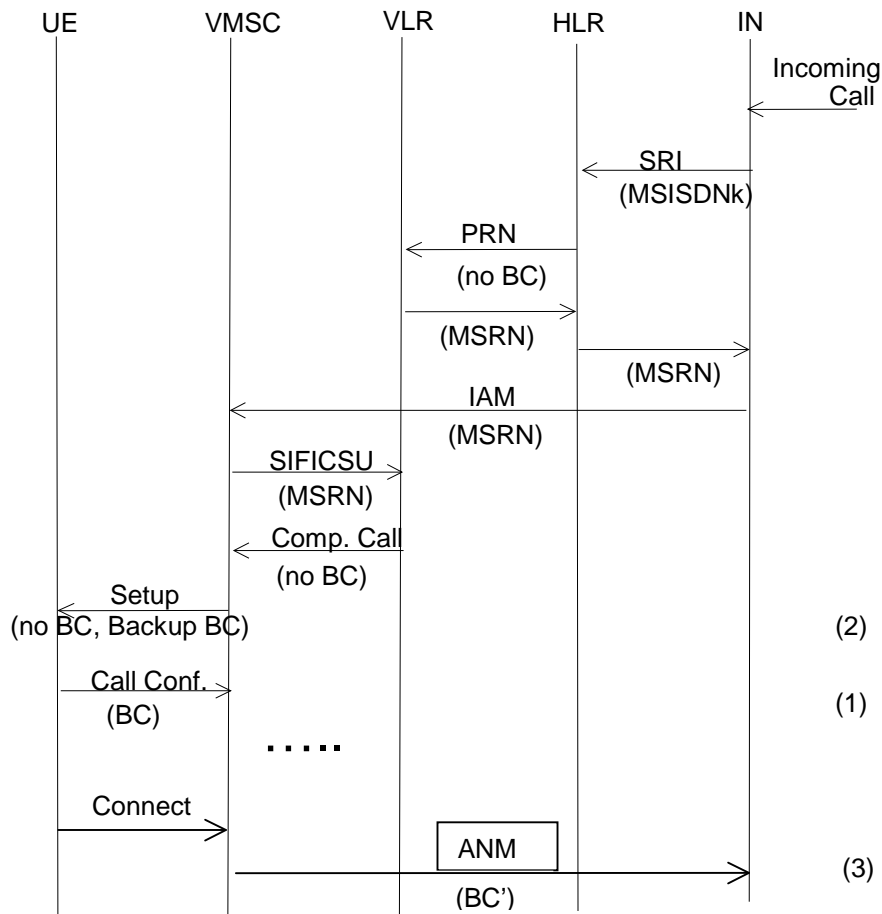 UE VMSC VLR HLR IN
Incoming
Call
SRI
(MSISDNk)
PRN
(no BC)
(MSRN)
(MSRN)
IAM
(MSRN)
SIFICSU
(MSRN)
Comp. Call
(no BC)
Setup
(no BC, Backup BC) (2)
Call Conf.
(BC) (1)
.....
Connect
ANM
(BC') (3)